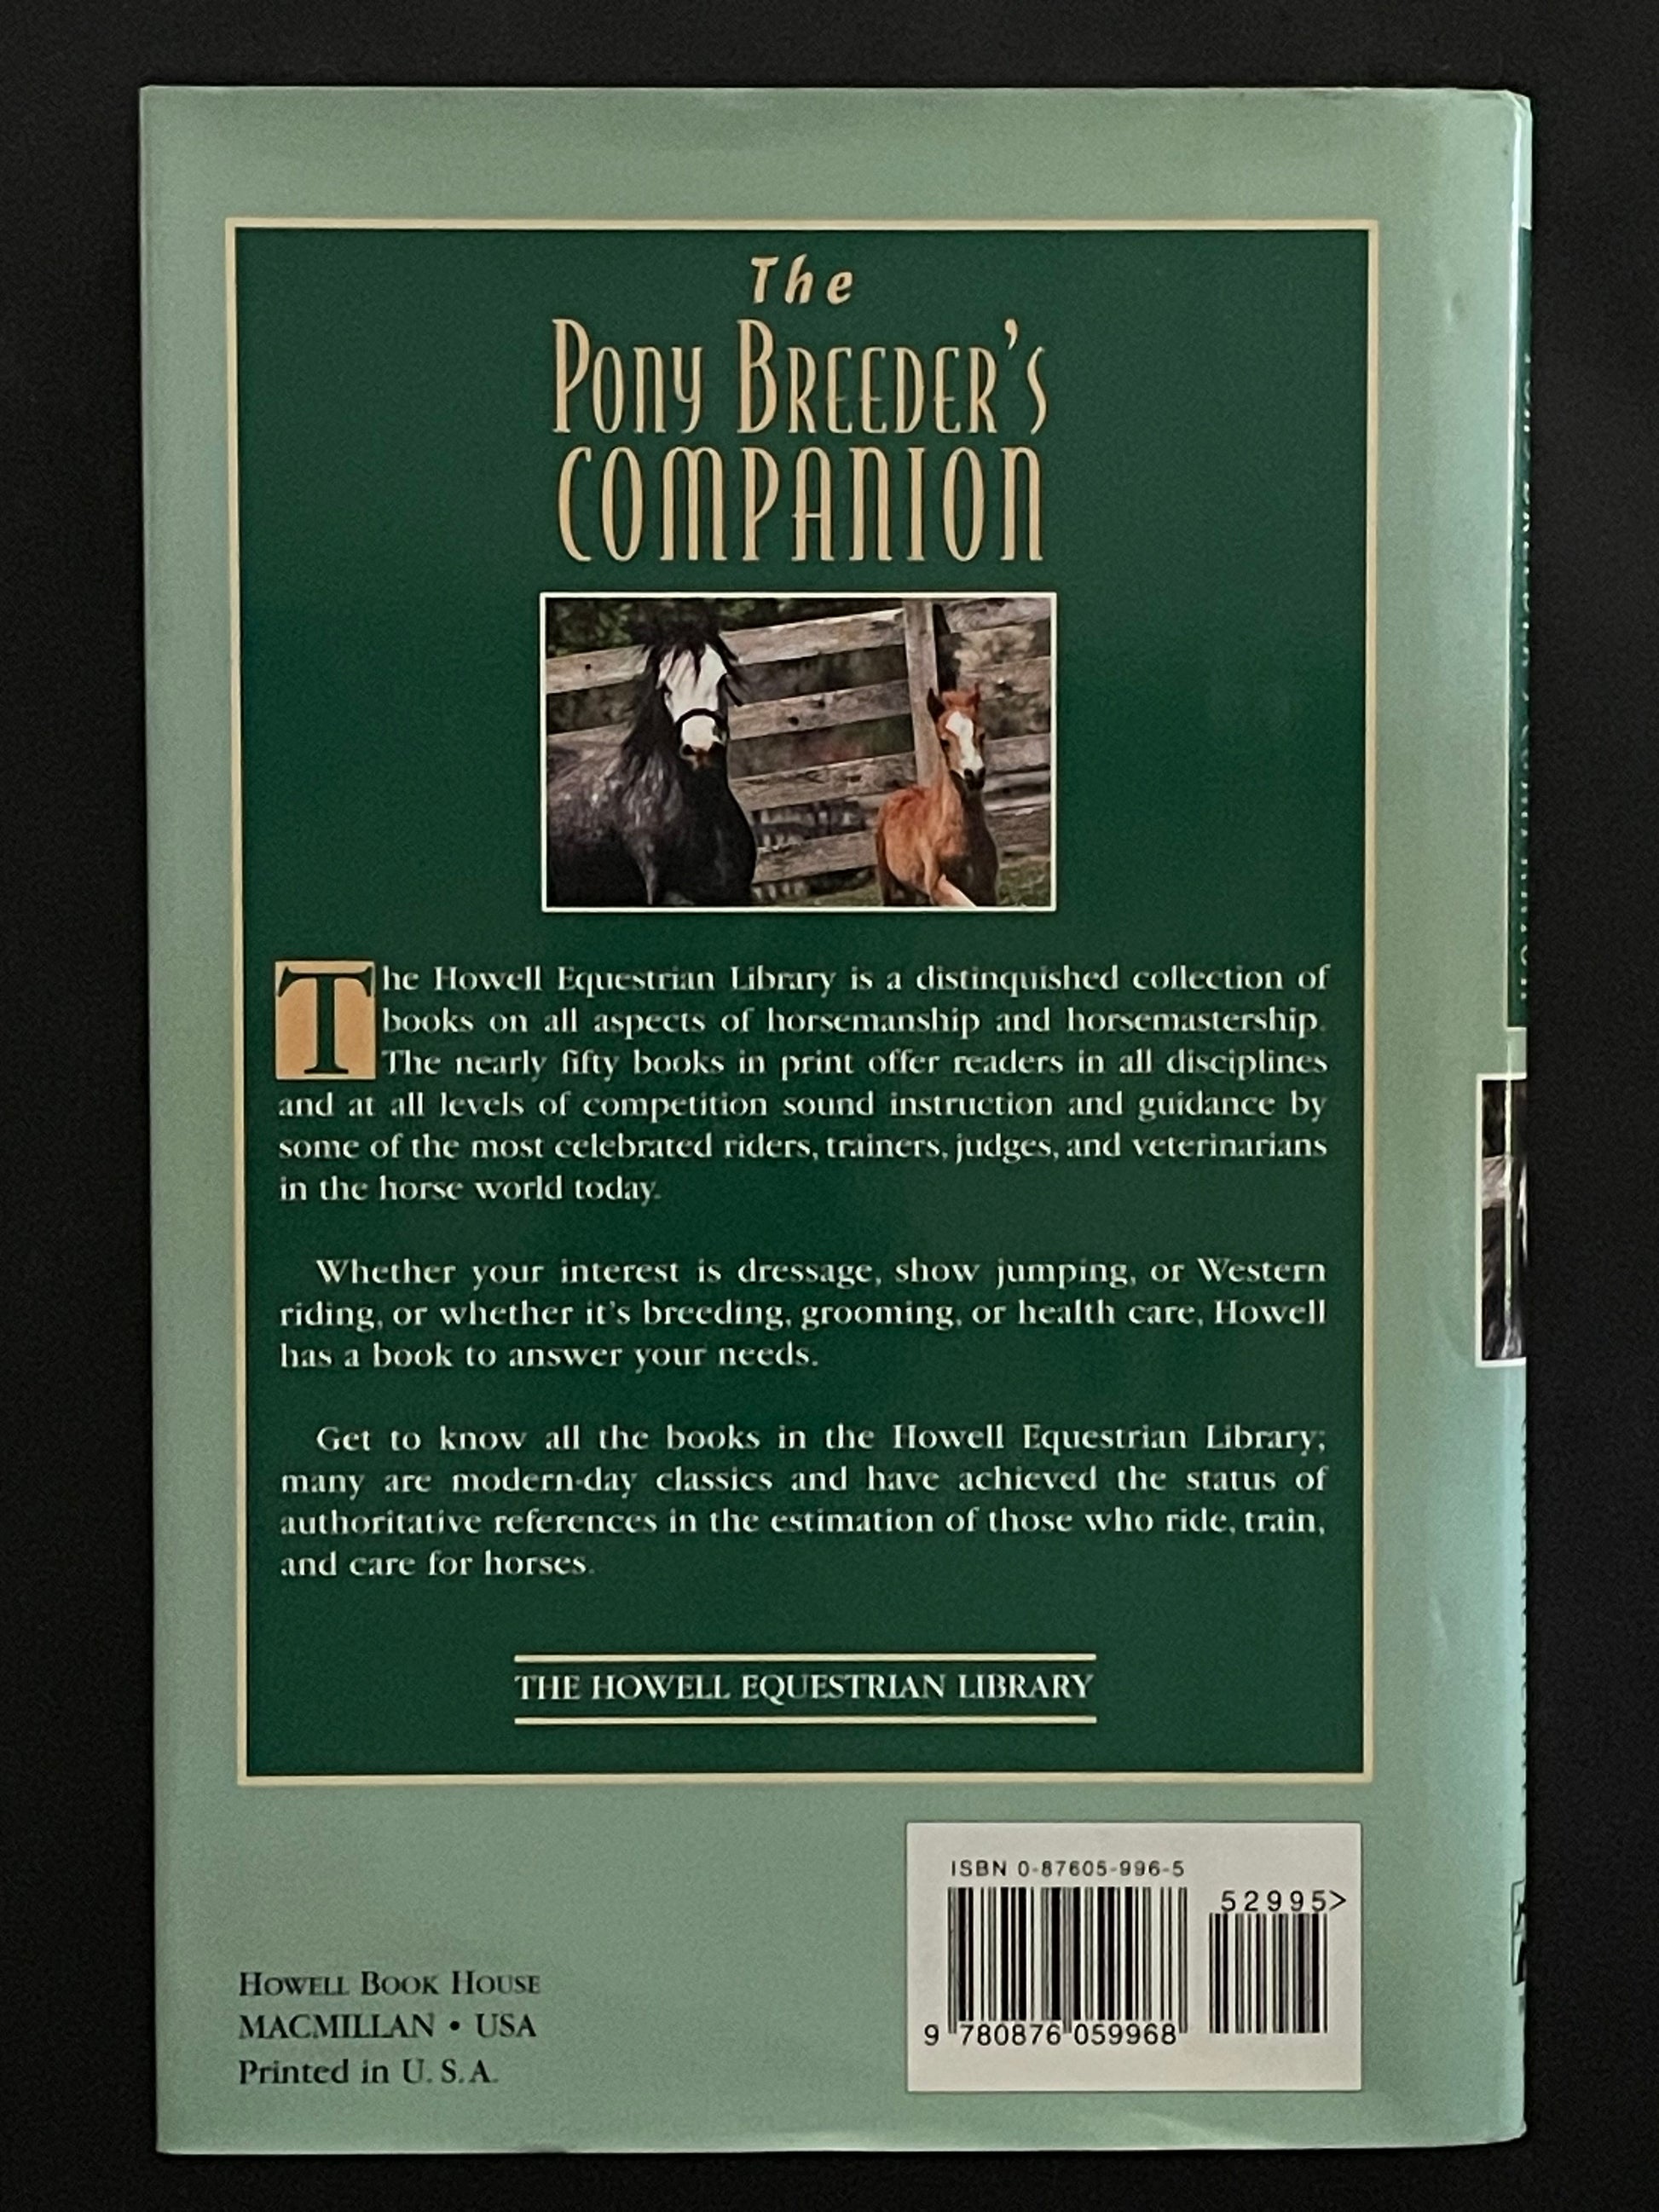 The
PONY BREEDER'S
COMPANION
The Howell Equestrian Library is a distinquished collection of
books on all aspects of horsemanship and horsemastership.
The nearly fifty books in print offer readers in all disciplines
and at all levels of competition sound instruction and guidance by
some of the most celebrated riders, trainers, judges, and veterinarians
in the horse world today.
Whether your interest is dressage, show jumping, or Western
riding, or whether it's breeding, grooming, or health care, Howell
has a book to answer your needs.
Get to know all the books in the Howell Equestrian Library;
many are modern-day classics and have achieved the status of
authoritative references in the estimation of those who ride, train,
and care for horses.
THE HOWELL EQUESTRIAN LIBRARY
ISBN 0-87605-996-5
52995>
9 780876 059968
HOWELL BOOK HOUSE
MACMILLAN • USA
Printed in U.S.A.